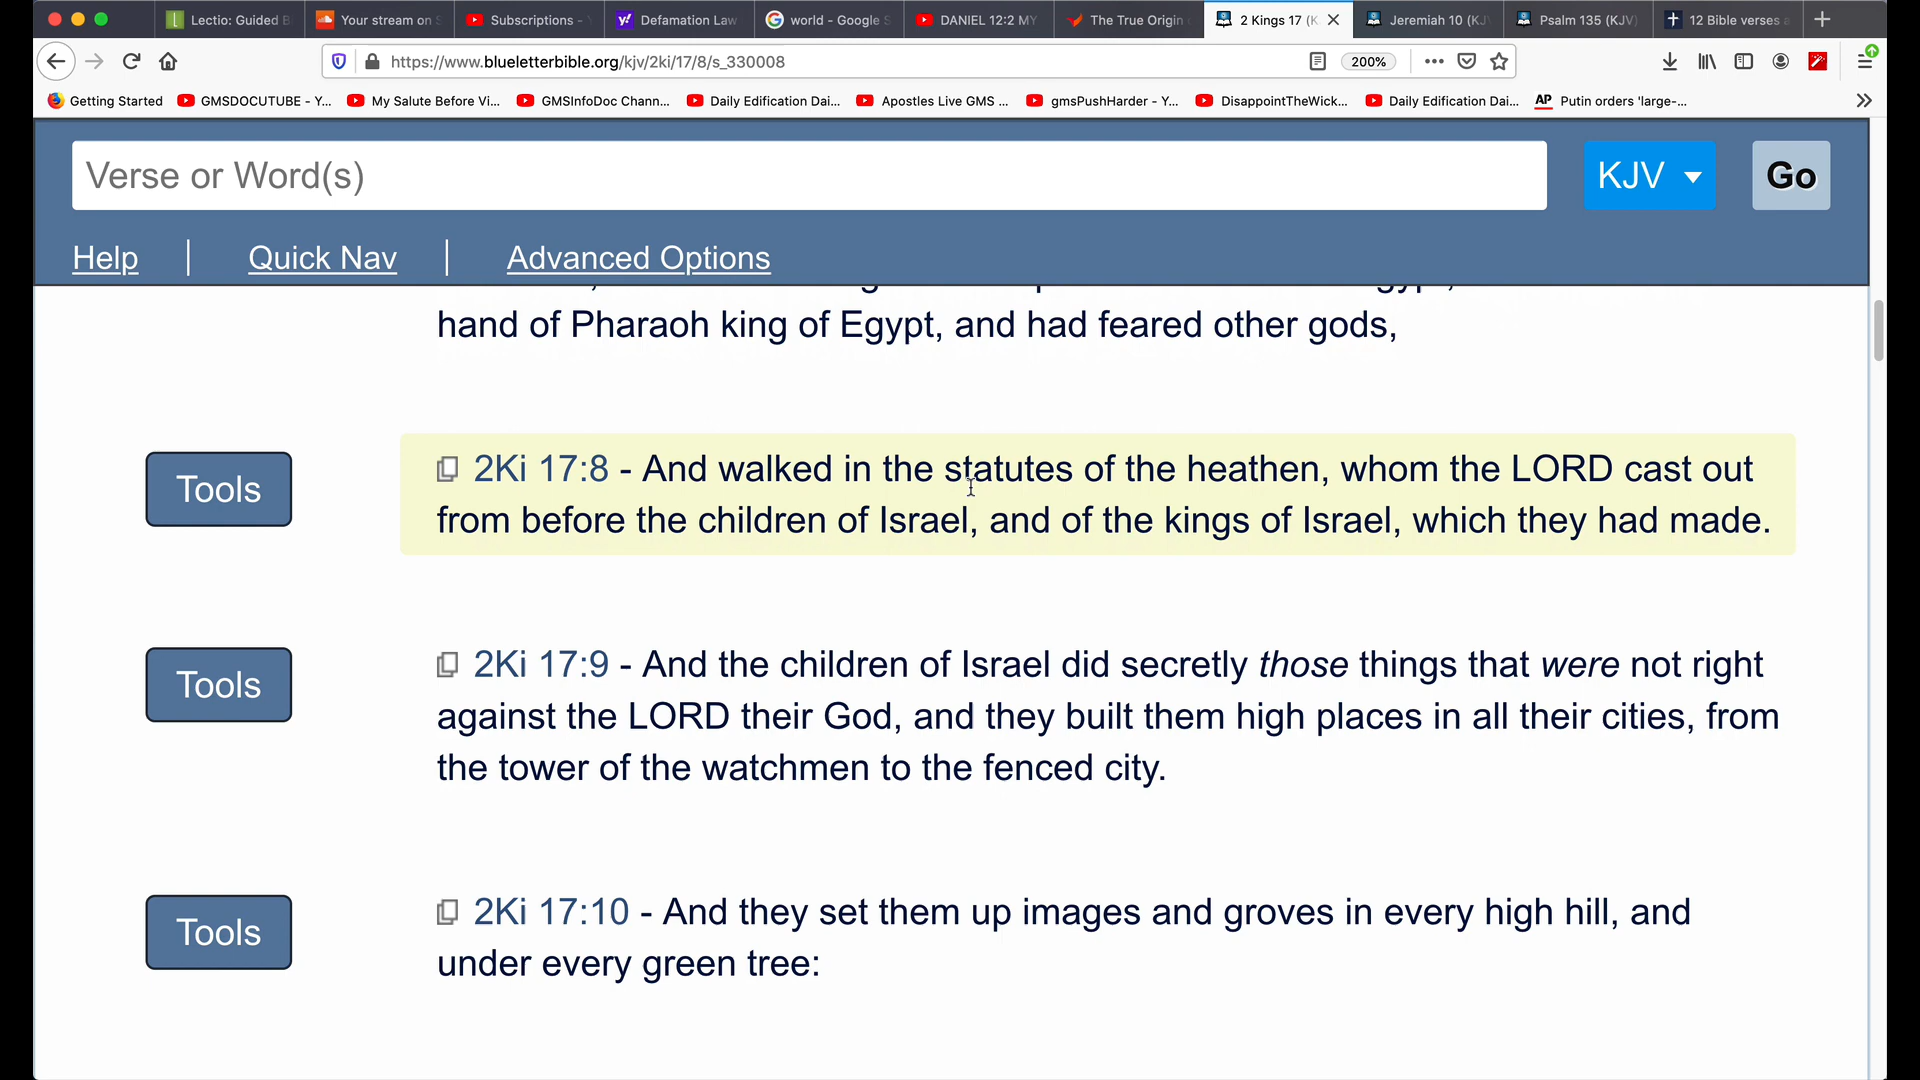 Lectio: Guided B
Your stream on S
Subscriptions - Y
Defamation Law
world - Google S
DANIEL 12:2 MY
The True Origin o
2 Kings 17 (K
Jeremiah 10 (KJV
Psalm 135 (KJV)
12 Bible verses a
https://www.blueletterbible.org/kjv/2ki/17/8/s_330008
200%
Getting Started
GMSDOCUTUBE - Y...
My Salute Before Vi...
GMSInfoDoc Chann...
Daily Edification Dai...
Apostles Live GMS ...
gmsPushHarder - Y...
DisappointTheWick...
Daily Edification Dai...
AP Putin orders 'large-...
Verse or Word(s)
KJV
Go
Help | Quick Nav | Advanced Options
hand of Pharaoh king of Egypt, and had feared other gods,
Tools
2Ki 17:8 - And walked in the statutes of the heathen, whom the LORD cast out
from before the children of Israel, and of the kings of Israel, which they had made.
Tools
2Ki 17:9 - And the children of Israel did secretly those things that were not right
against the LORD their God, and they built them high places in all their cities, from
the tower of the watchmen to the fenced city.
Tools
2Ki 17:10 - And they set them up images and groves in every high hill, and
under every green tree: